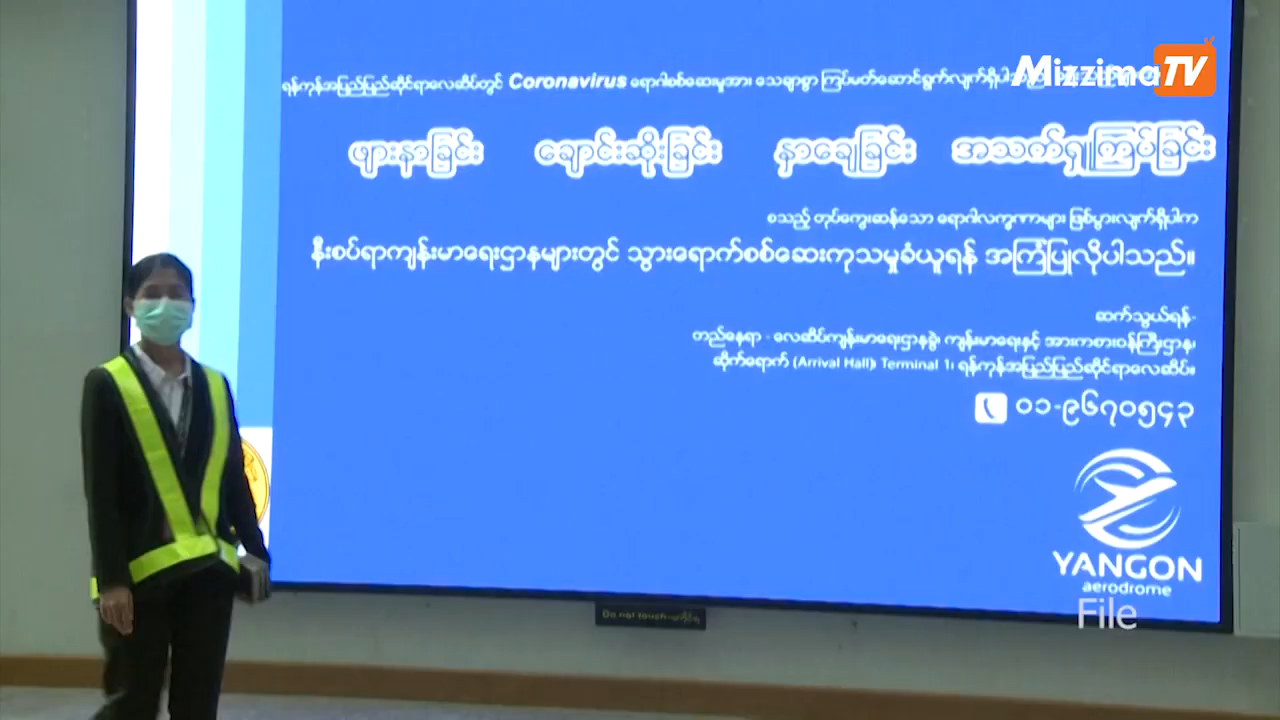 Mizzima TV
ရန်ကုန်အပြည်ပြည်ဆိုင်ရာလေဆိပ်တွင် Coronavirus ရောဂါစစ်ဆေးမှုအား သေချာစွာ ကြပ်မတ်ဆောင်ရွက်လျက်ရှိပါ
ဖျားနာခြင်း ချောင်းဆိုးခြင်း နှာချေခြင်း အသက်ရှူကြပ်ခြင်း
စသည့် တုပ်ကွေးဆန်သော ရောဂါလက္ခဏာများ ဖြစ်ပွားလျက်ရှိပါက
နီးစပ်ရာကျန်းမာရေးဌာနများတွင် သွားရောက်စစ်ဆေးကုသမှုခံယူရန် အကြံပြုလိုပါသည်။
ဆက်သွယ်ရန်-
တည်နေရာ - လေဆိပ်ကျန်းမာရေးဌာနခွဲ၊ ကျန်းမာရေးနှင့် အားကစားဝန်ကြီးဌာန၊
ဆိုက်ရောက် (Arrival Hall)၊ Terminal 1၊ ရန်ကုန်အပြည်ပြည်ဆိုင်ရာလေဆိပ်။
၀၁-၉၆၇၀၅၄၃
YANGON
aerodrome
File
Do not touch